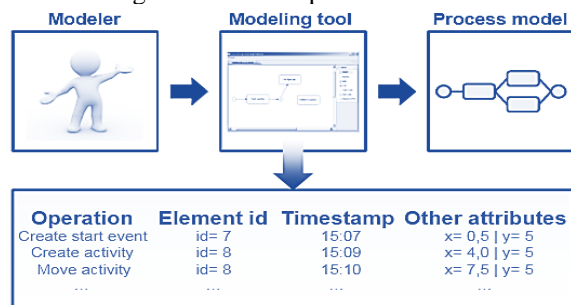 Modeler
Modeling tool
Process model
Operation Element id Timestamp Other attributes
Create start event id= 7 15:07 x= 0,5 | y= 5
Create activity id= 8 15:09 x= 4,0 | y= 5
Move activity id= 8 15:10 x= 7,5 | y= 5
... ... ... ...